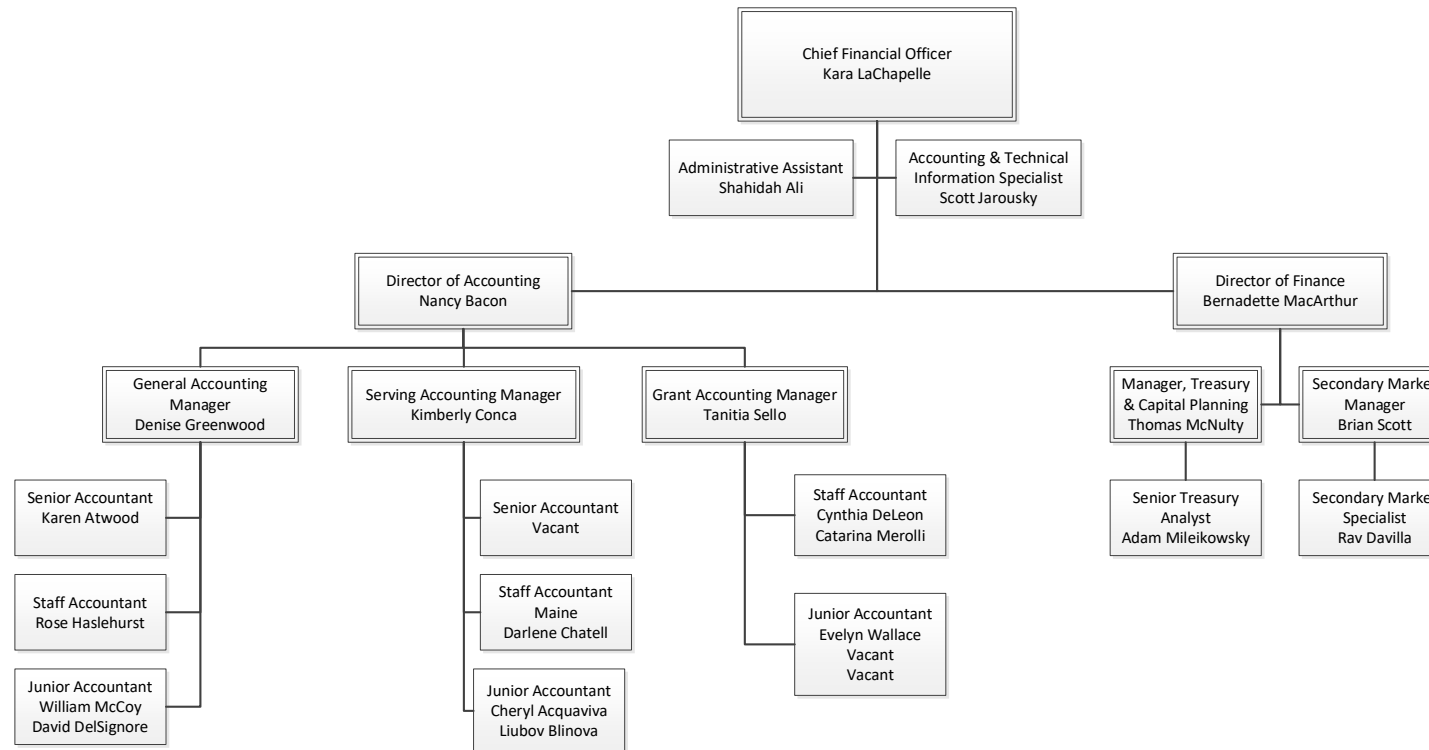 Chief Financial Officer
Kara LaChapelle
Administrative Assistant
Shahidah Ali
Accounting & Technical
Information Specialist
Scott Jarousky
Director of Accounting
Nancy Bacon
Director of Finance
Bernadette MacArthur
General Accounting
Manager
Denise Greenwood
Serving Accounting Manager
Kimberly Conca
Grant Accounting Manager
Tanitia Sello
Manager, Treasury
& Capital Planning
Thomas McNulty
Secondary Marke
Manager
Brian Scott
Senior Accountant
Karen Atwood
Staff Accountant
Rose Haslehurst
Junior Accountant
William McCoy
David DelSignore
Senior Accountant
Vacant
Staff Accountant
Maine
Darlene Chatell
Junior Accountant
Cheryl Acquaviva
Liubov Blinova
Staff Accountant
Cynthia DeLeon
Catarina Merolli
Junior Accountant
Evelyn Wallace
Vacant
Vacant
Senior Treasury
Analyst
Adam Mileikowsky
Secondary Marke
Specialist
Rav Davilla